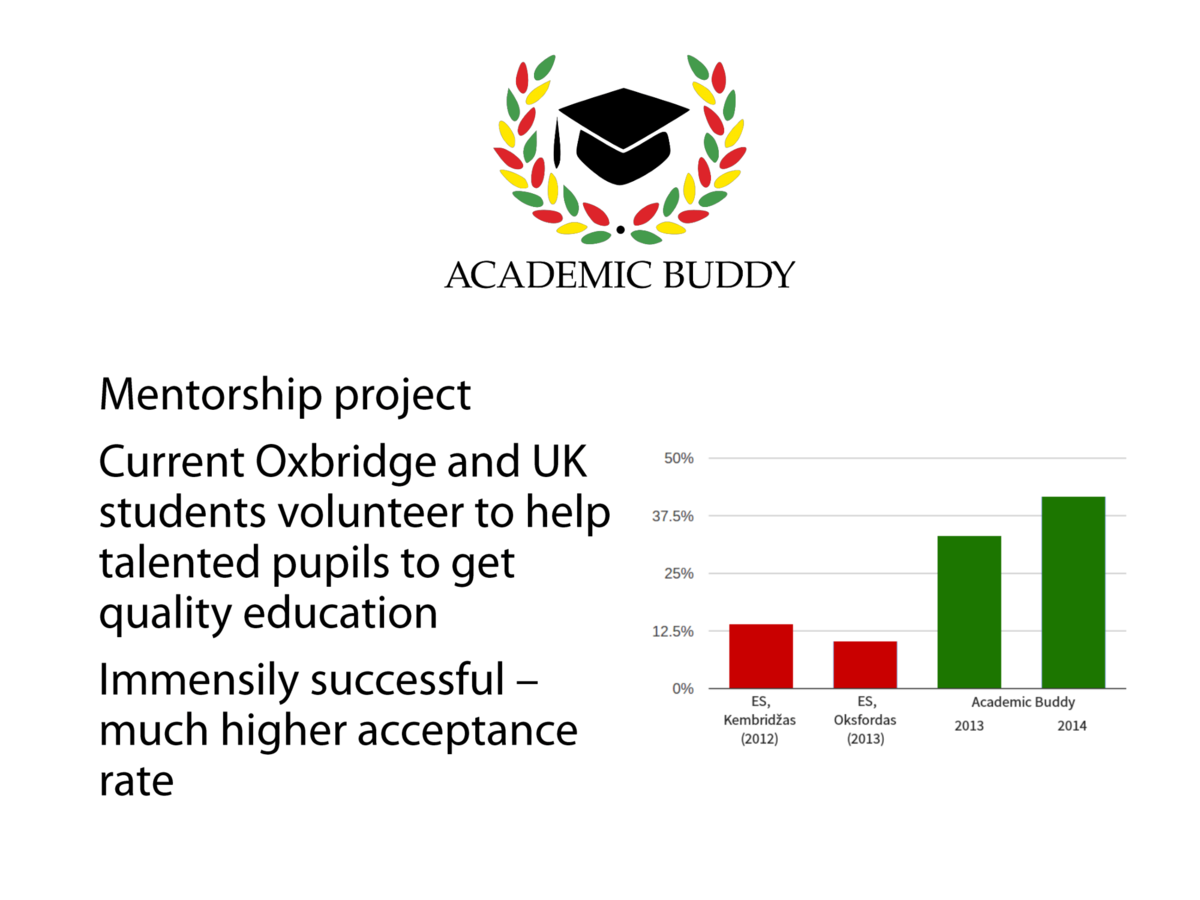 ACADEMIC BUDDY
Mentorship project
Current Oxbridge and UK
students volunteer to help
talented pupils to get
quality education
Immensily successful –
much higher acceptance
rate
50%
37.5%
25%
12.5%
0%
ES,
Kembridžas
(2012)
ES,
Oksfordas
(2013)
Academic Buddy
2013
2014